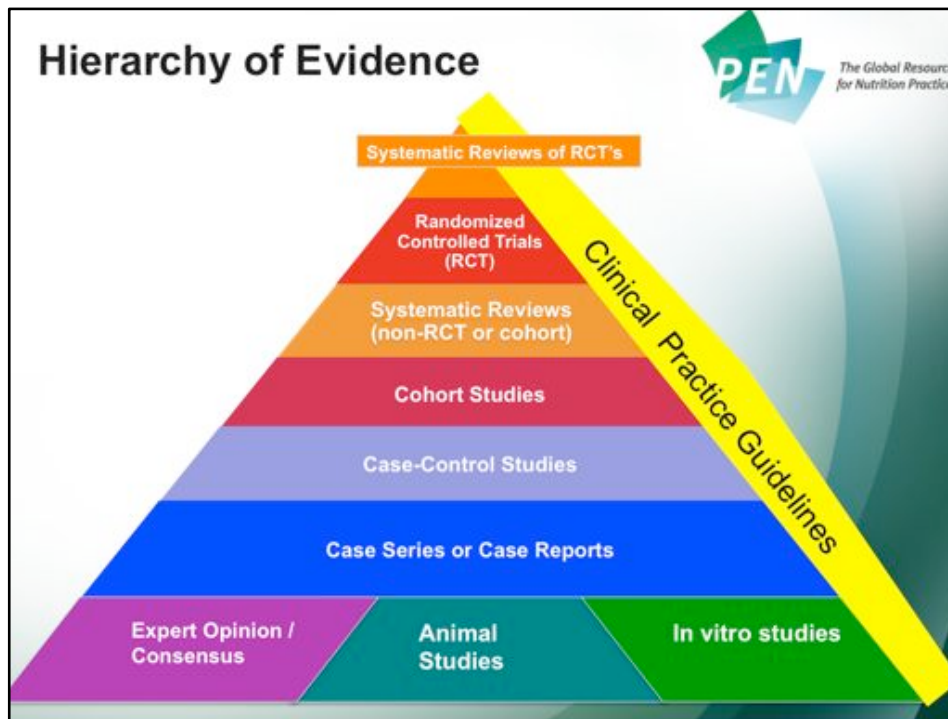 Hierarchy of Evidence
PEN
The Global Resourc
for Nutrition Practice
Systematic Reviews of RCT's
Randomized
Controlled Trials
(RCT)
Systematic Reviews
(non-RCT or cohort)
Cohort Studies
Case-Control Studies
Case Series or Case Reports
Clinical Practice Guidelines
Expert Opinion /
Consensus
Animal
Studies
In vitro studies